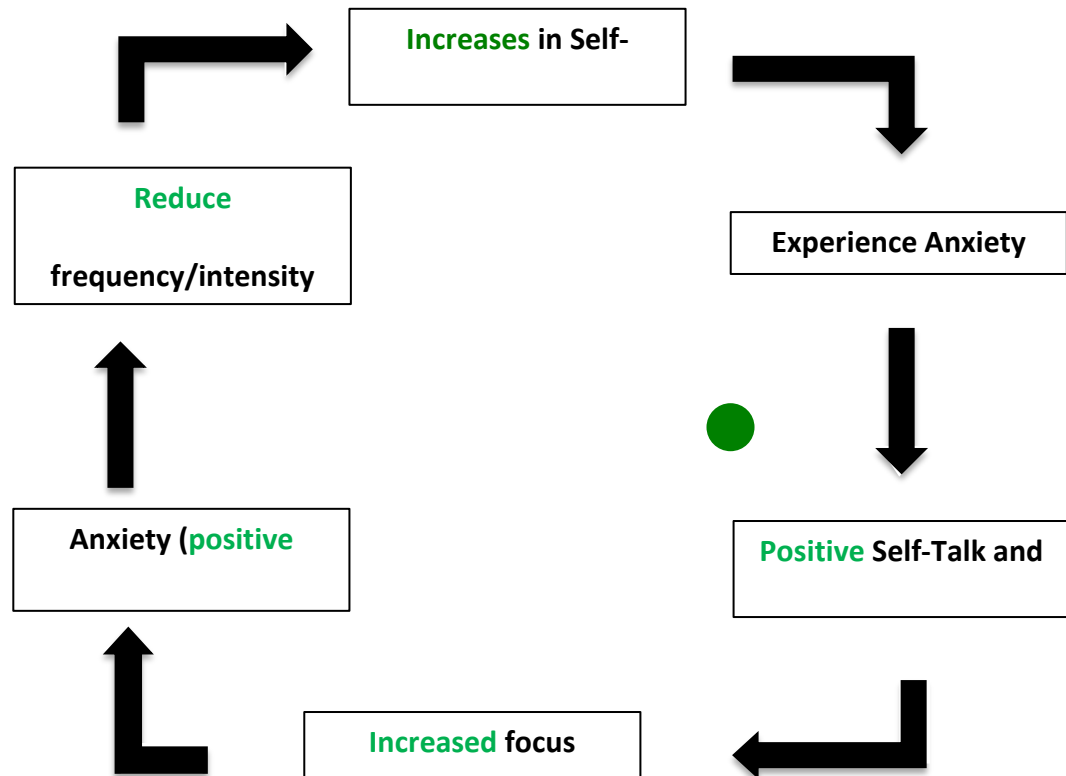 Increases in Self-
Experience Anxiety
Positive Self-Talk and
Increased focus
Anxiety (positive
Reduce
frequency/intensity